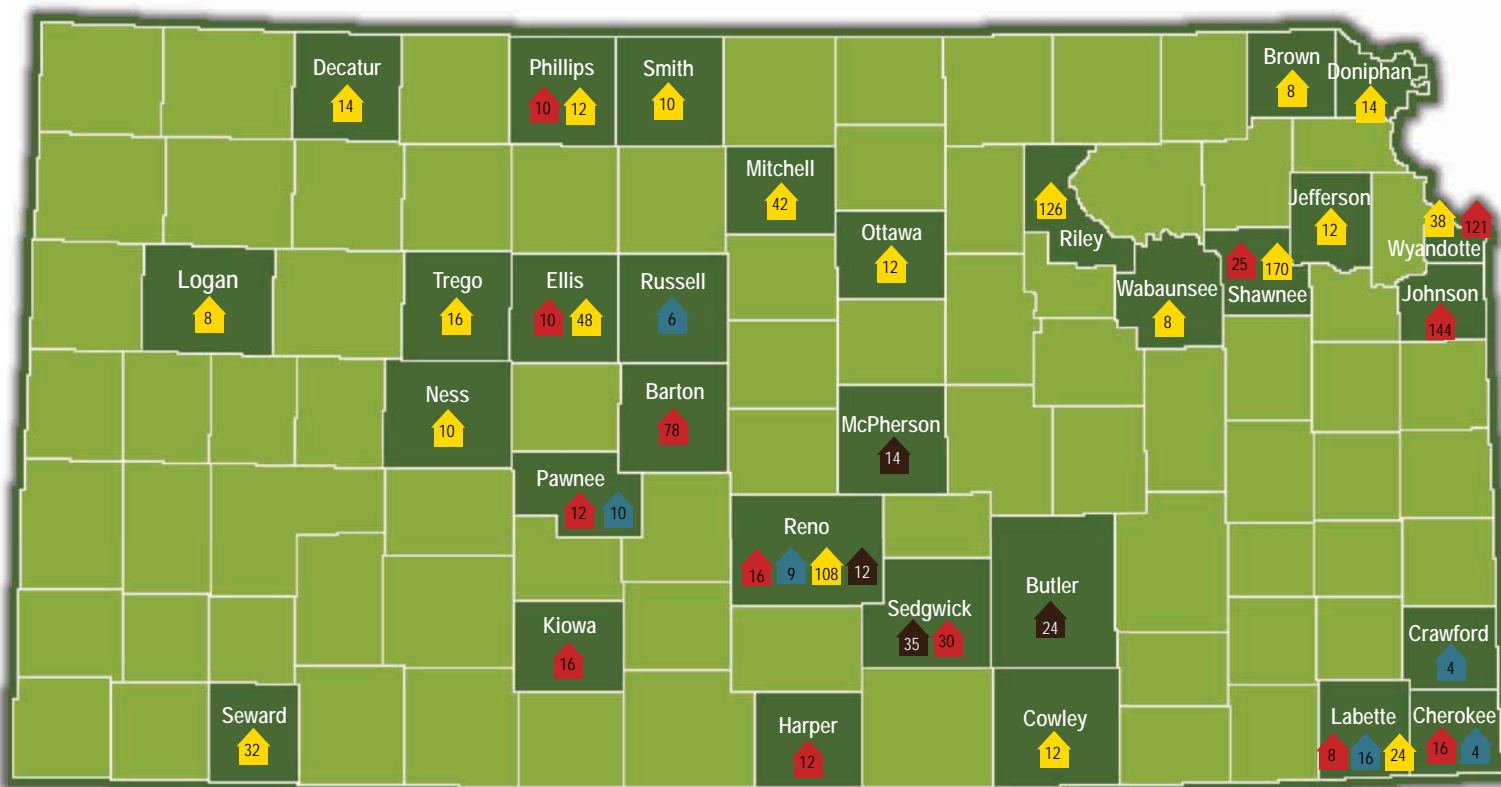 Decatur
14
Phillips
10 12
Smith
10
Brown
8
Doniphan
14
Mitchell
42
126
Riley
Jefferson
12
38 121
Wyandotte
Ottawa
12
25 170
Shawnee
Logan
8
Trego
16
Ellis
10 48
Russell
6
Wabaunsee
8
Johnson
144
Ness
10
Barton
78
McPherson
14
Pawnee
12 10
Reno
16 9 108 12
Sedgwick
35 30
Butler
24
Kiowa
16
Crawford
4
Seward
32
Harper
12
Cowley
12
Labette
8 16 24
Cherokee
16 4